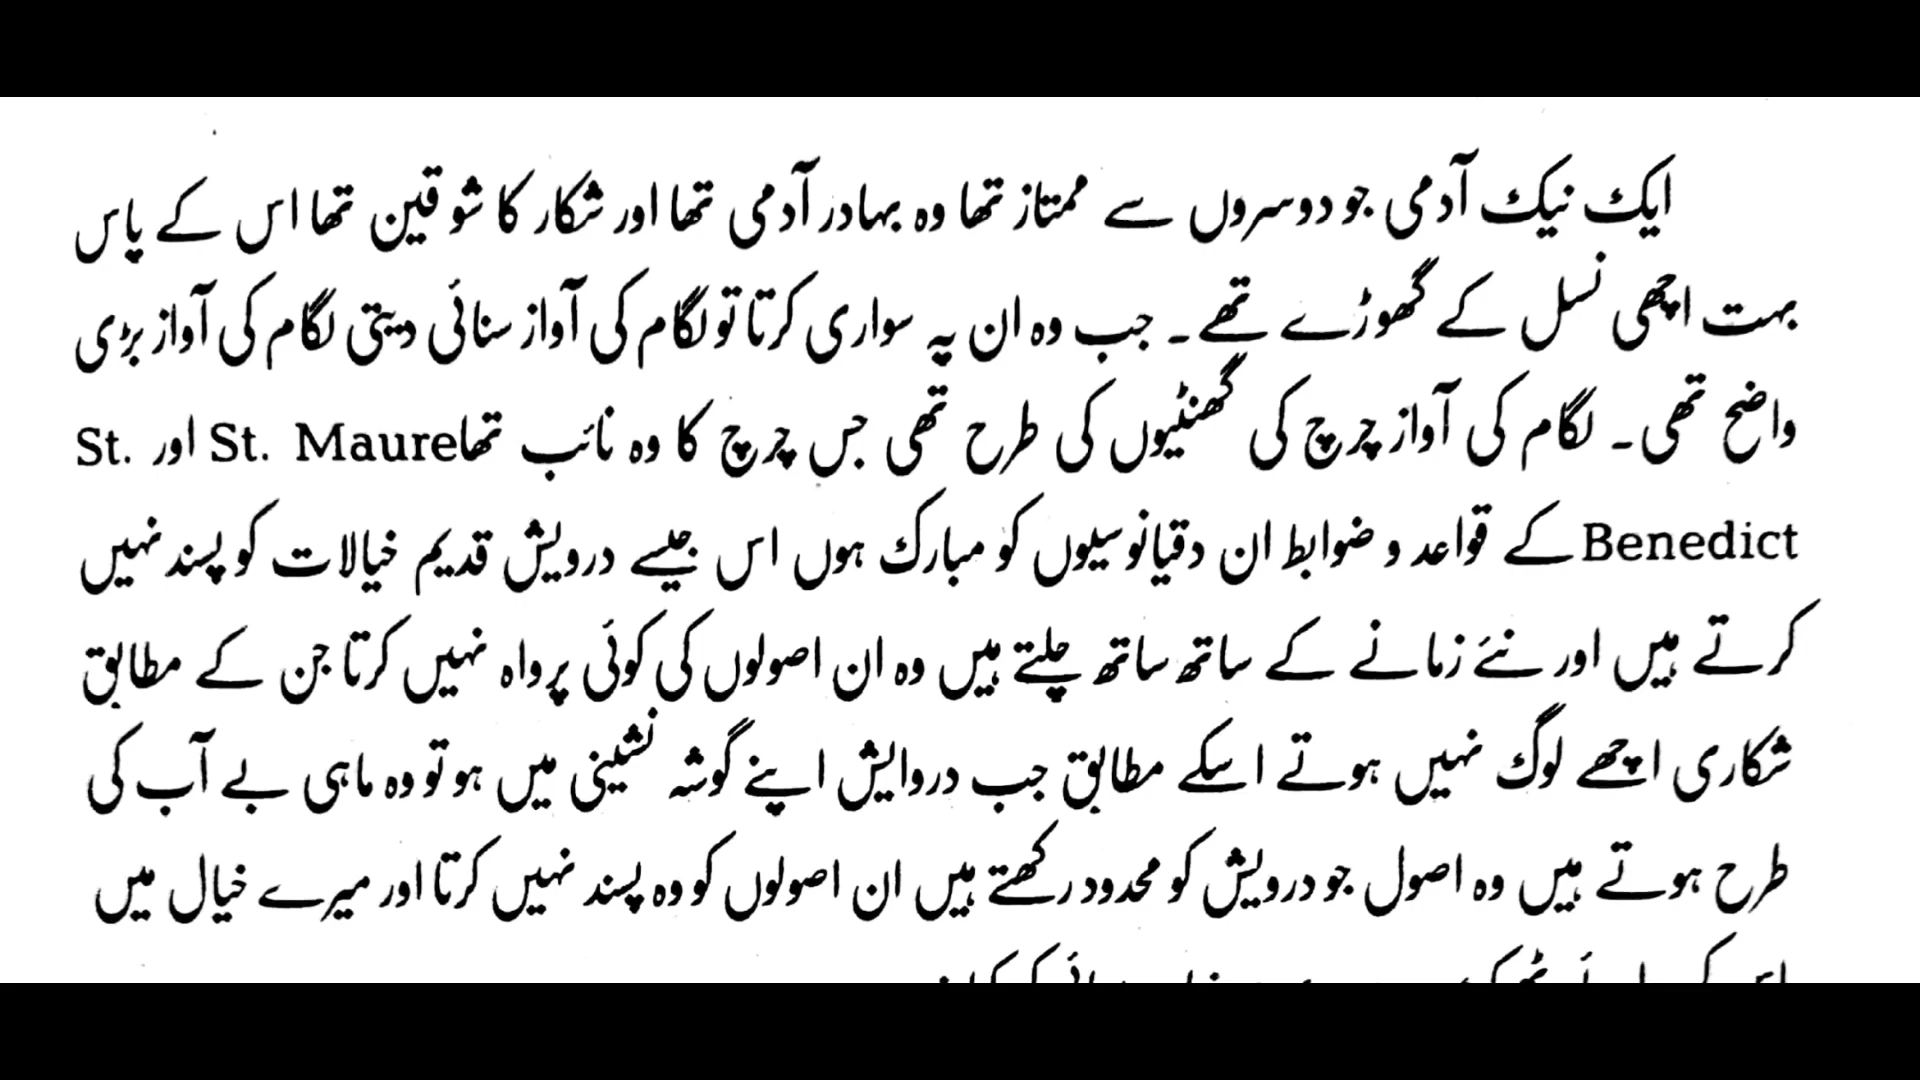 ایک نیک آدمی جو دوسروں سے ممتاز تھا وہ بہادر آدمی تھا اور شکار کا شوقین تھا اس کے پاس
بہت اچھی نسل کے گھوڑے تھے۔ جب وہ ان پہ سواری کرتا تو لگام کی آواز سنائی دیتی لگام کی آواز بڑی
واضح تھی۔ لگام کی آواز چرچ کی گھنٹیوں کی طرح تھی جس چرچ کا وہ نائب تھا St. Maure اور St.
Benedict کے قواعد و ضوابط ان دقیانوسیوں کو مبارک ہوں اس جیسے درویش قدیم خیالات کو پسند نہیں
کرتے ہیں اور نئے زمانے کے ساتھ ساتھ چلتے ہیں وہ ان اصولوں کی کوئی پرواہ نہیں کرتا جن کے مطابق
شکاری اچھے لوگ نہیں ہوتے اسکے مطابق جب دروایش اپنے گوشہ نشینی میں ہو تو وہ ماہی بے آب کی
طرح ہوتے ہیں وہ اصول جو درویش کو محدود رکھتے ہیں ان اصولوں کو وہ پسند نہیں کرتا اور میرے خیال میں